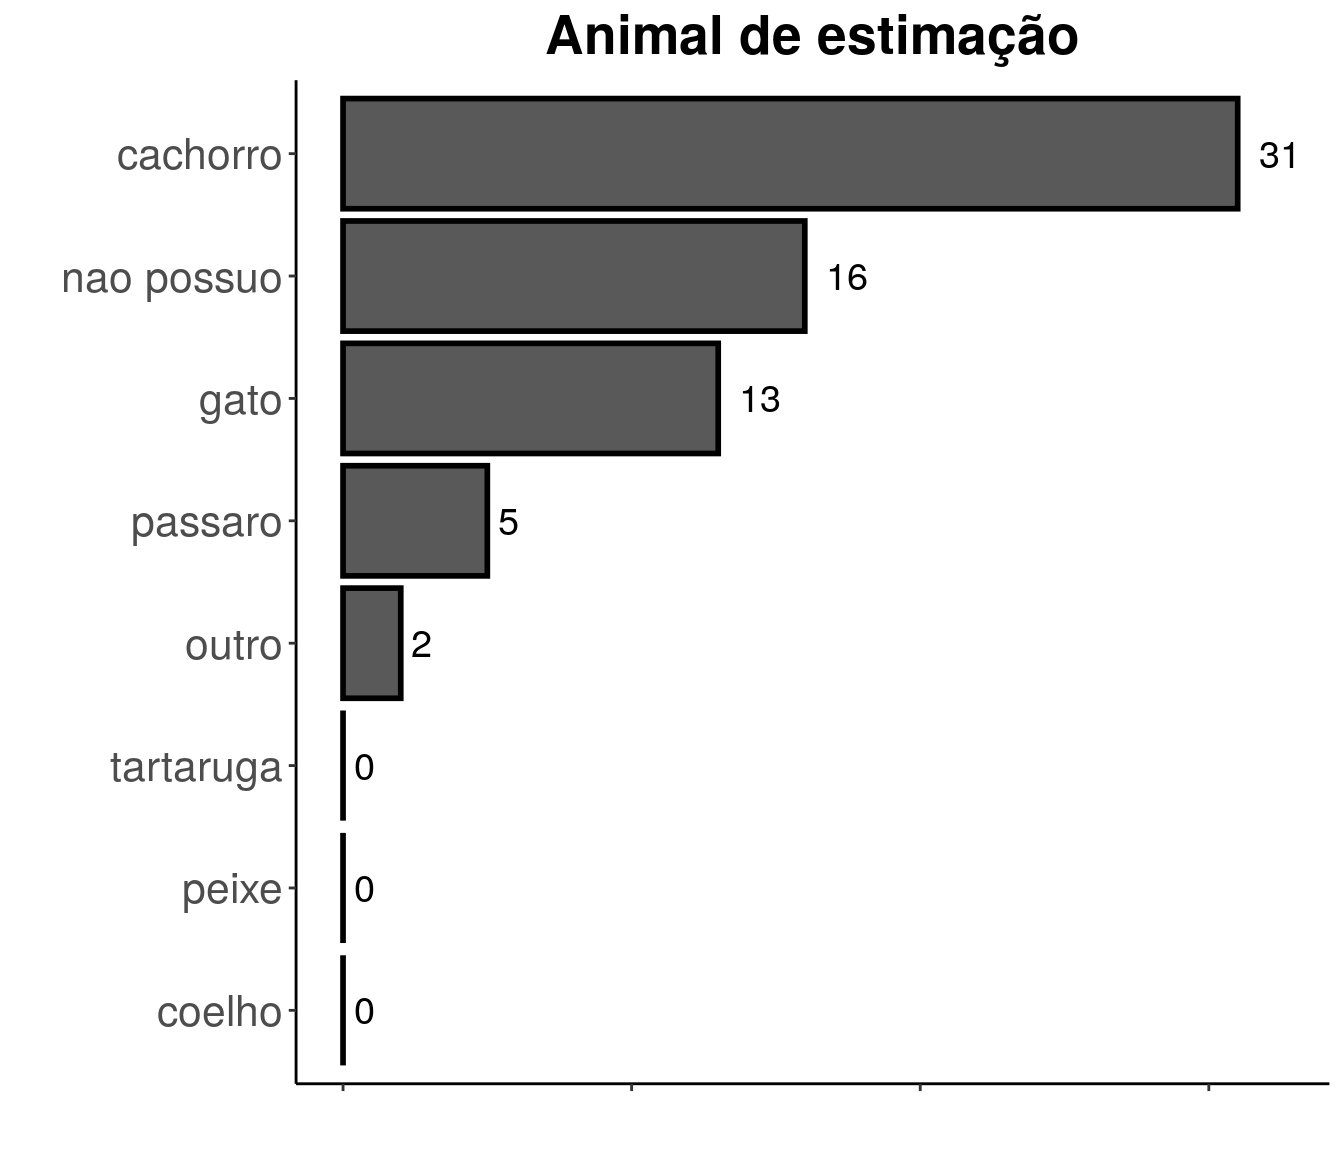 Animal de estimação
cachorro 31
nao possuo 16
gato 13
passaro 5
outro 2
tartaruga 0
peixe 0
coelho 0